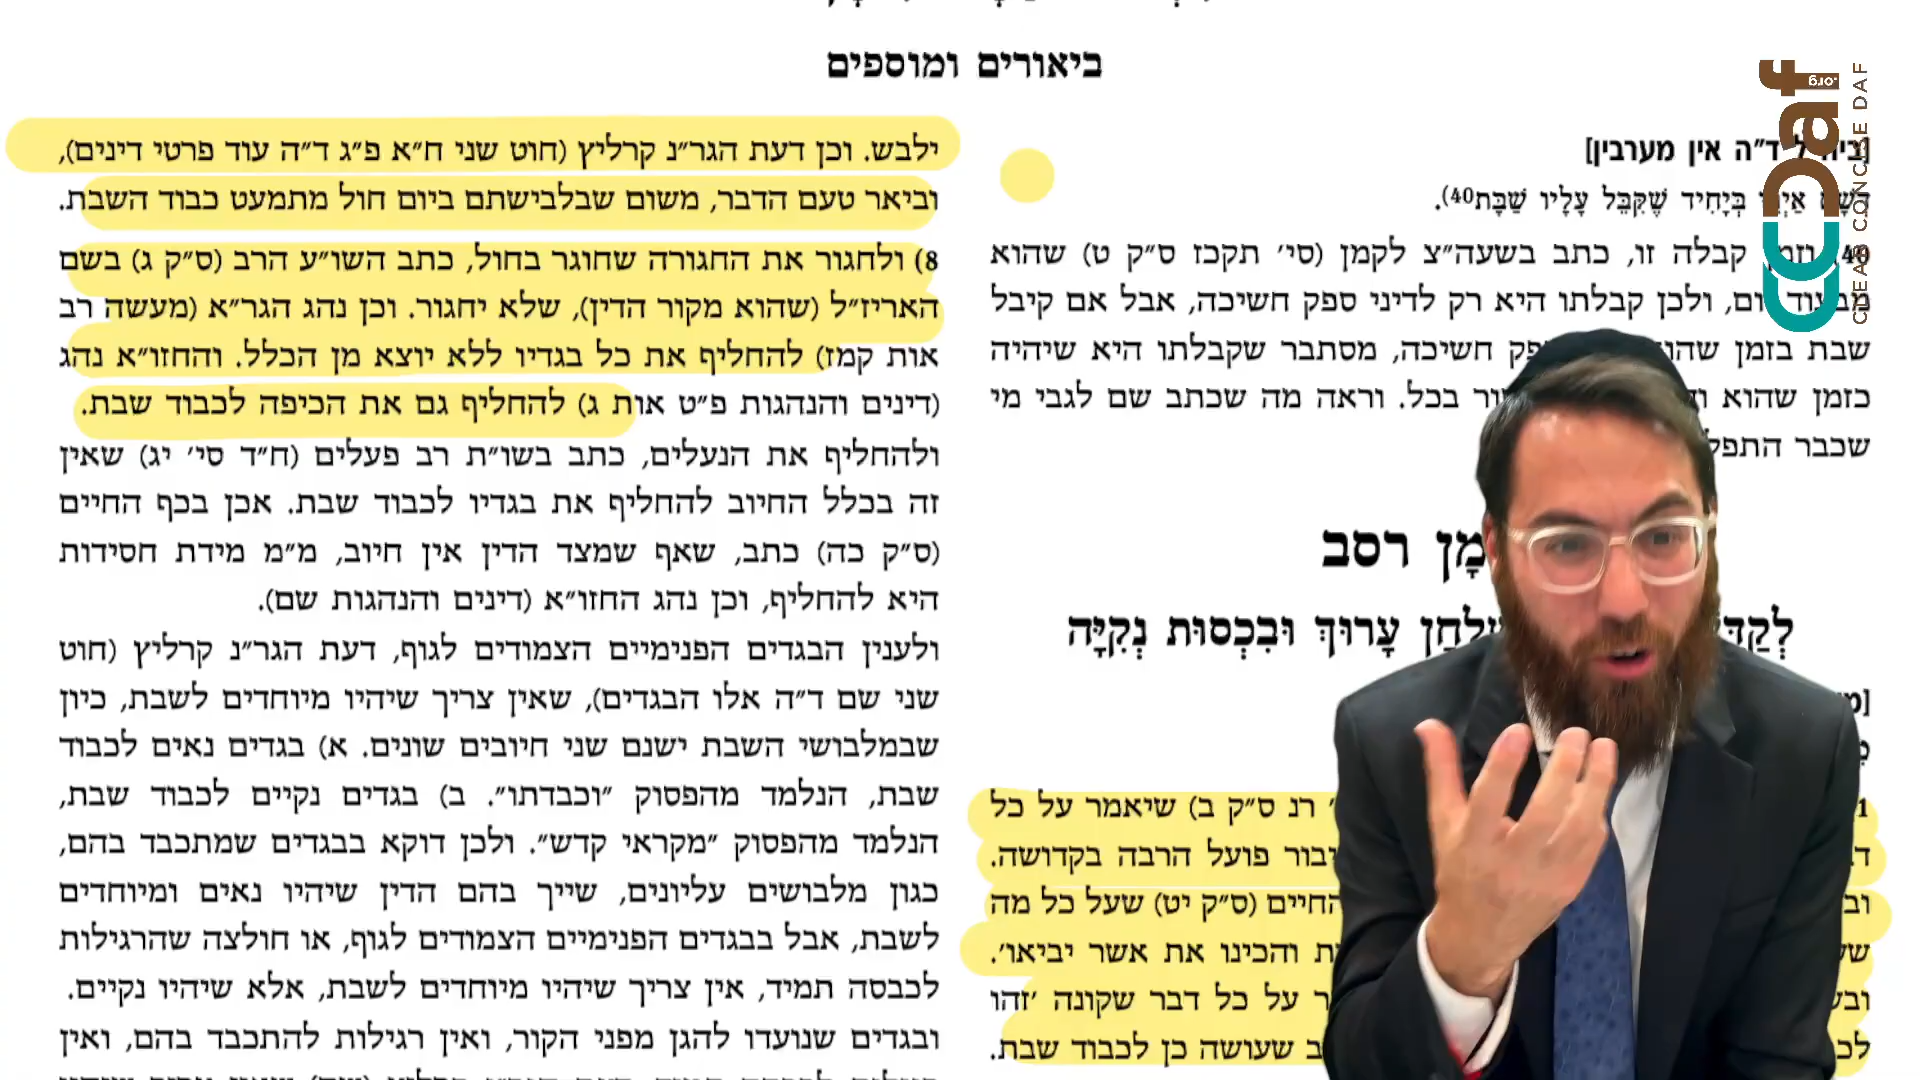 ביאורים ומוספים
ד״ה אין מערבין]
בְּיָחִיד שֶׁקִּבֵּל עָלָיו שַׁבָּת40).
קבלה זו, כתב בשעה״צ לקמן (סי׳ תקכז ס״ק ט) שהוא
יום, ולכן קבלתו היא רק לדיני ספק חשיכה, אבל אם קיבל
שבת בזמן חשיכה, מסתבר שקבלתו היא שיהיה
כזמן שהוא בכל. וראה מה שכתב שם לגבי מי
שכבר
רסב
עָרוּךְ וּבִכְסוּת נְקִיָּה
רנ ס״ק ב) שיאמר על כל
פועל הרבה בקדושה.
החיים (ס״ק יט) שעל כל מה
והכינו את אשר יביאו׳.
על כל דבר שקונה ׳זהו
שעושה כן לכבוד שבת.
ילבש. וכן דעת הגר״נ קרליץ (חוט שני ח״א פ״ג ד״ה עוד פרטי דינים),
וביאר טעם הדבר, משום שבלבישתם ביום חול מתמעט כבוד השבת.
8) ולחגור את החגורה שחוגר בחול, כתב השו״ע הרב (ס״ק ג) בשם
האריז״ל (שהוא מקור הדין), שלא יחגור. וכן נהג הגר״א (מעשה רב
אות קמז) להחליף את כל בגדיו ללא יוצא מן הכלל. והחזו״א נהג
(דינים והנהגות פ״ט אות ג) להחליף גם את הכיפה לכבוד שבת.
ולהחליף את הנעלים, כתב בשו״ת רב פעלים (ח״ד סי׳ יג) שאין
זה בכלל החיוב להחליף את בגדיו לכבוד שבת. אכן בכף החיים
(ס״ק כה) כתב, שאף שמצד הדין אין חיוב, מ״מ מידת חסידות
היא להחליף, וכן נהג החזו״א (דינים והנהגות שם).
ולענין הבגדים הפנימיים הצמודים לגוף, דעת הגר״נ קרליץ (חוט
שני שם ד״ה אלו הבגדים), שאין צריך שיהיו מיוחדים לשבת, כיון
שבמלבושי השבת ישנם שני חיובים שונים. א) בגדים נאים לכבוד
שבת, הנלמד מהפסוק ״וכבדתו״. ב) בגדים נקיים לכבוד שבת,
הנלמד מהפסוק ״מקראי קדש״. ולכן דוקא בבגדים שמתכבד בהם,
כגון מלבושים עליונים, שייך בהם הדין שיהיו נאים ומיוחדים
לשבת, אבל בבגדים הפנימיים הצמודים לגוף, או חולצה שהרגילות
לכבסה תמיד, אין צריך שיהיו מיוחדים לשבת, אלא שיהיו נקיים.
ובגדים שנועדו להגן מפני הקור, ואין רגילות להתכבד בהם, ואין
Daf
.org
CLEAR CONCISE DAF